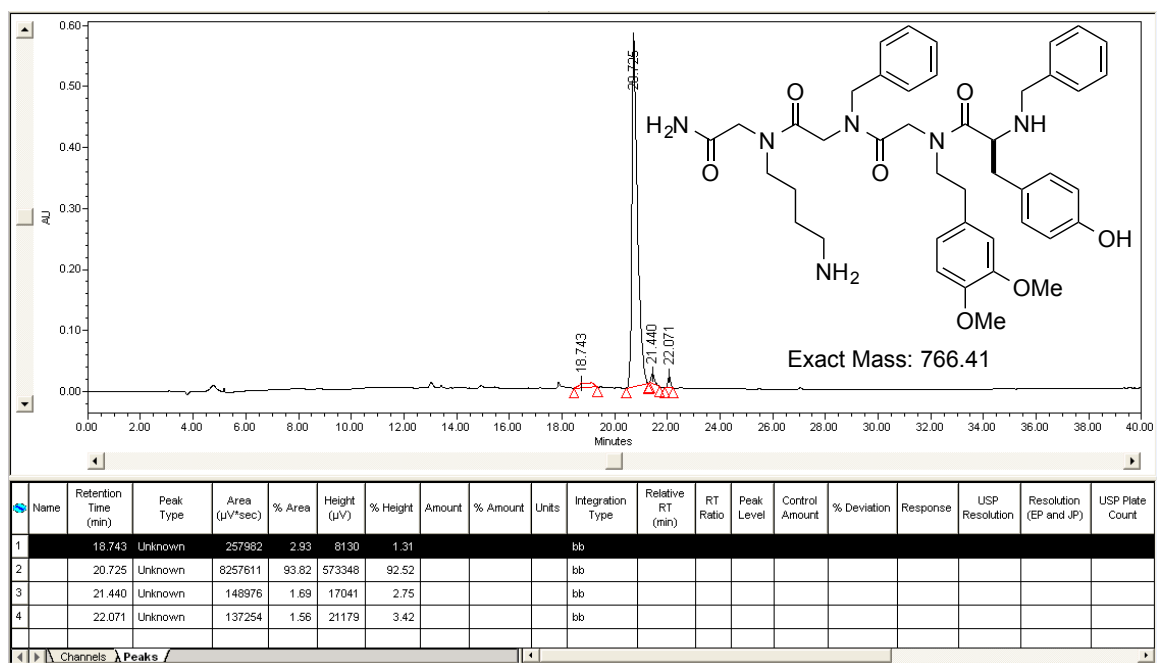 0.60
0.50
0.40
0.30
0.20
0.10
0.00
AU
20.725
18.743
21.440
22.071
0.00 2.00 4.00 6.00 8.00 10.00 12.00 14.00 16.00 18.00 20.00 22.00 24.00 26.00 28.00 30.00 32.00 34.00 36.00 38.00 40.00
Minutes
H2N
O
O
N
N
O
O
N
O
NH
NH2
OH
OMe
OMe
Exact Mass: 766.41
Name Retention Time (min) Peak Type Area (µV*sec) % Area Height (µV) % Height Amount % Amount Units Integration Type Relative RT (min) RT Ratio Peak Level Control Amount % Deviation Response USP Resolution Resolution (EP and JP) USP Plate Count
1 18.743 Unknown 257982 2.93 8130 1.31 bb
2 20.725 Unknown 8257611 93.82 573348 92.52 bb
3 21.440 Unknown 148976 1.69 17041 2.75 bb
4 22.071 Unknown 137254 1.56 21179 3.42 bb
Channels Peaks